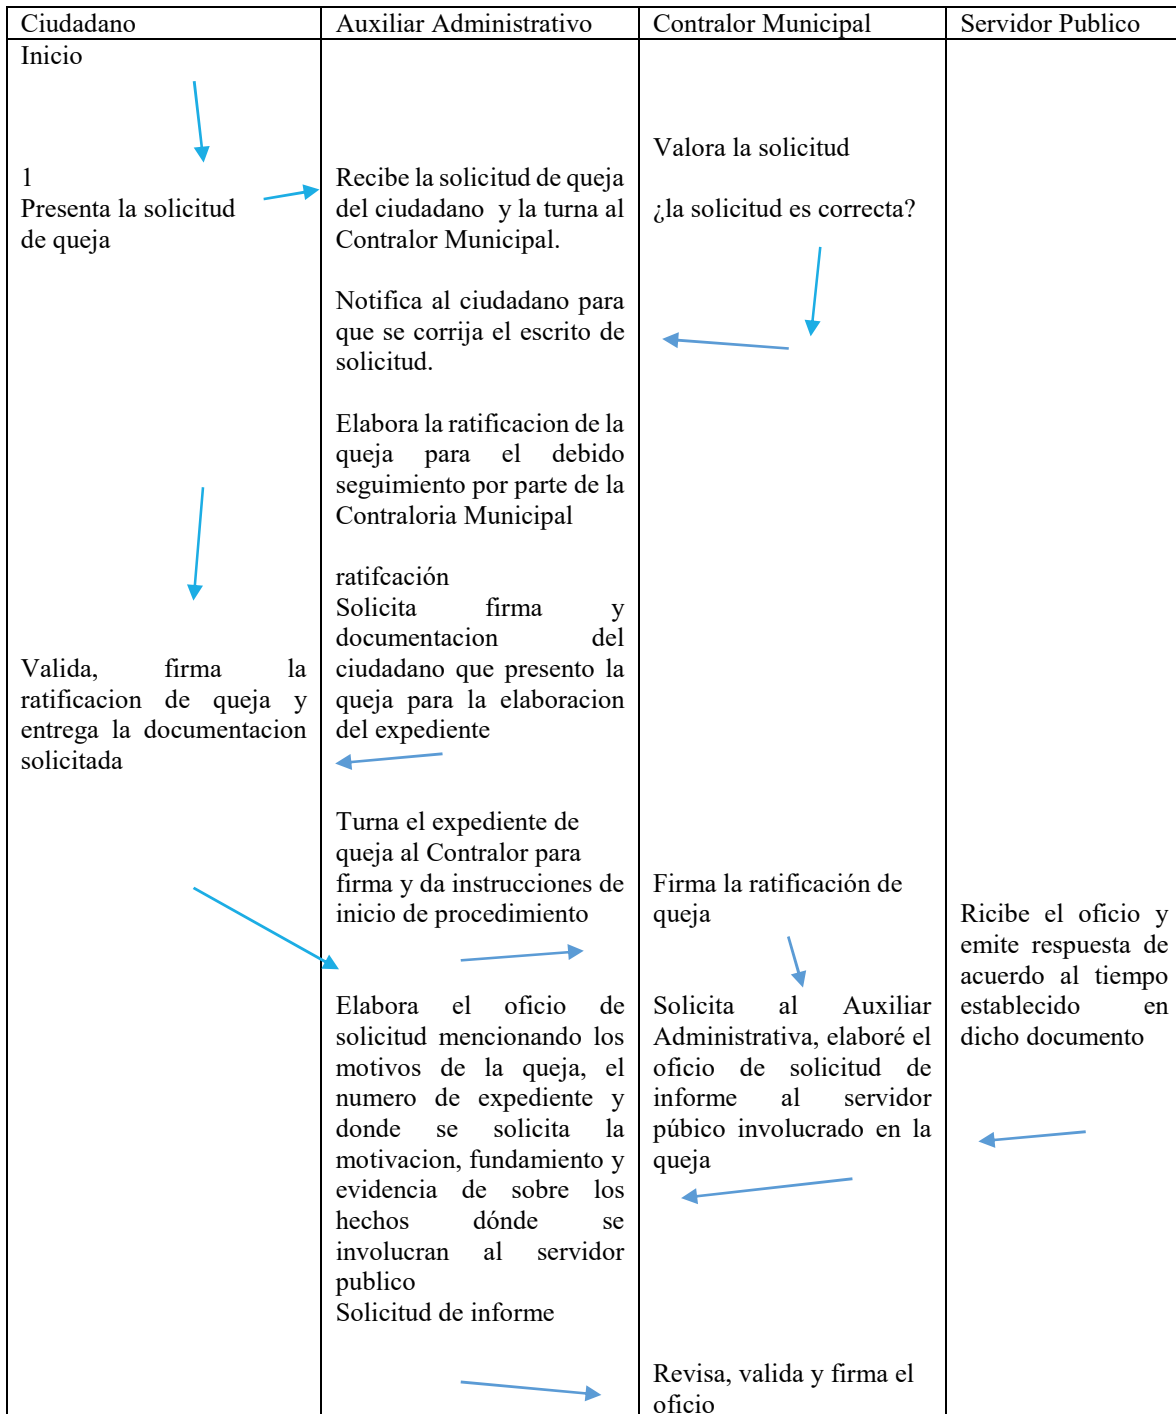 Ciudadano
Inicio
1
Presenta la solicitud
de queja
Valida, firma la
ratificacion de queja y
entrega la documentacion
solicitada
Auxiliar Administrativo
Recibe la solicitud de queja
del ciudadano y la turna al
Contralor Municipal.
Notifica al ciudadano para
que se corrija el escrito de
solicitud.
Elabora la ratificacion de la
queja para el debido
seguimiento por parte de la
Contraloria Municipal
ratifcación
Solicita firma y
documentacion del
ciudadano que presento la
queja para la elaboracion
del expediente
Turna el expediente de
queja al Contralor para
firma y da instrucciones de
inicio de procedimiento
Elabora el oficio de
solicitud mencionando los
motivos de la queja, el
numero de expediente y
donde se solicita la
motivacion, fundamiento y
evidencia de sobre los
hechos dónde se
involucran al servidor
publico
Solicitud de informe
Contralor Municipal
Valora la solicitud
¿la solicitud es correcta?
Firma la ratificación de
queja
Solicita al Auxiliar
Administrativa, elaboré el
oficio de solicitud de
informe al servidor
púbico involucrado en la
queja
Revisa, valida y firma el
oficio
Servidor Publico
Ricibe el oficio y
emite respuesta de
acuerdo al tiempo
establecido en
dicho documento